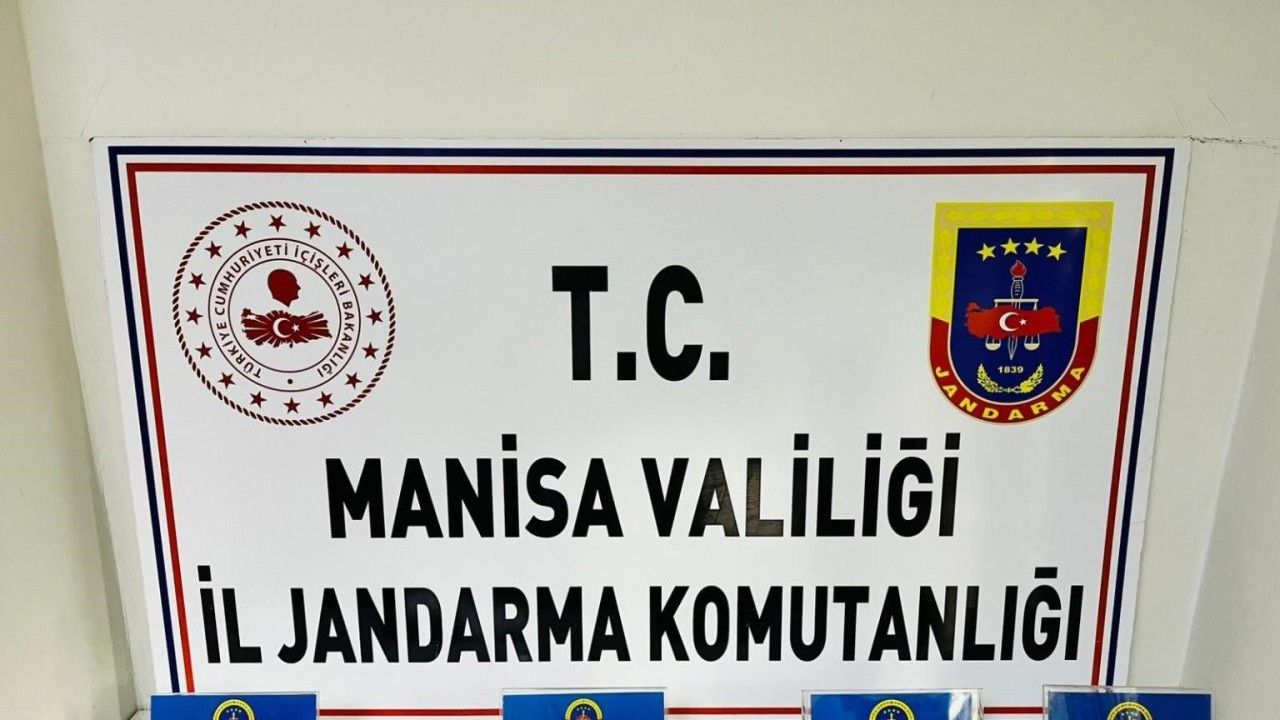 TÜRKİYE CUMHURİYETİ İÇİŞLERİ BAKANLIĞI
T.C.
1839
JANDARMA
MANİSA VALİLİĞİ
İL JANDARMA KOMUTANLIĞI